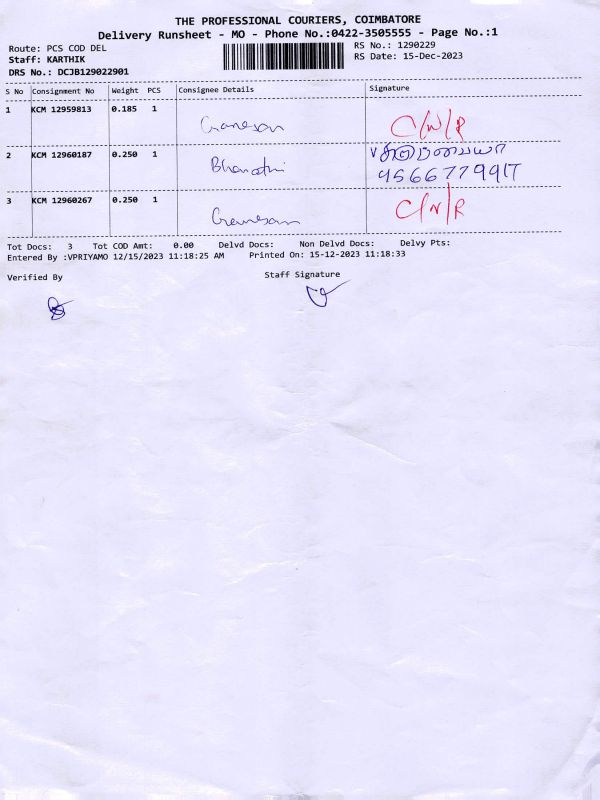 THE PROFESSIONAL COURIERS, COIMBATORE
Delivery Runsheet - MO - Phone No.:0422-3505555 - Page No.:1
Route: PCS COD DEL
RS No.: 1290229
Staff: KARTHIK
RS Date: 15-Dec-2023
DRS No.: DCJB129022901
S No Consignment No Weight PCS Consignee Details Signature
1 KCM 12959813 0.185 1
Ganesan C/N/R
2 KCM 12960187 0.250 1
Bharathi
3 KCM 12960267 0.250 1
Ganesan C/N/R
Tot Docs: 3 Tot COD Amt: 0.00 Delvd Docs: Non Delvd Docs: Delvy Pts:
Entered By :VPRIYAMO 12/15/2023 11:18:25 AM Printed On: 15-12-2023 11:18:33
Verified By Staff Signature